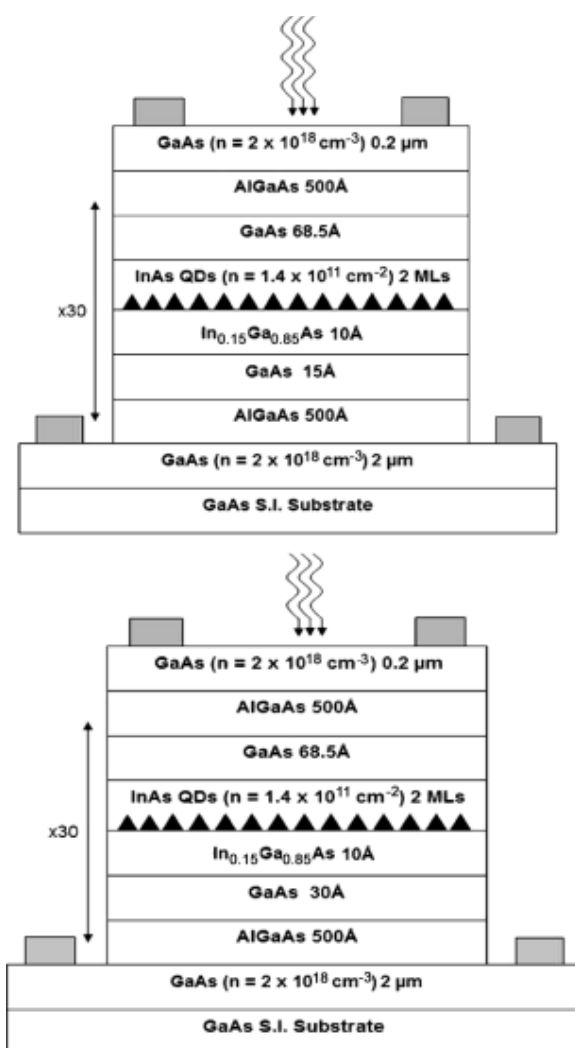 GaAs (n = 2 x 10¹⁸ cm⁻³) 0.2 µm
AlGaAs 500Å
GaAs 68.5Å
InAs QDs (n = 1.4 x 10¹¹ cm⁻²) 2 MLs
x30
In₀.₁₅Ga₀.₈₅As 10Å
GaAs 15Å
AlGaAs 500Å
GaAs (n = 2 x 10¹⁸ cm⁻³) 2 µm
GaAs S.I. Substrate
GaAs (n = 2 x 10¹⁸ cm⁻³) 0.2 µm
AlGaAs 500Å
GaAs 68.5Å
InAs QDs (n = 1.4 x 10¹¹ cm⁻²) 2 MLs
x30
In₀.₁₅Ga₀.₈₅As 10Å
GaAs 30Å
AlGaAs 500Å
GaAs (n = 2 x 10¹⁸ cm⁻³) 2 µm
GaAs S.I. Substrate